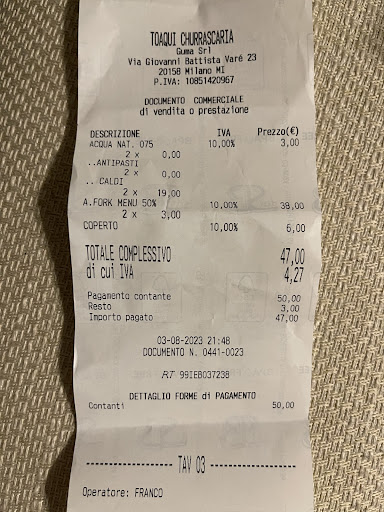 TOAQUI CHURRASCARIA
Guma Srl
Via Giovanni Battista Varé 23
20158 Milano MI
P.IVA: 10851420967
DOCUMENTO COMMERCIALE
di vendita o prestazione
DESCRIZIONE IVA Prezzo(€)
ACQUA NAT. 075 10,00% 3,00
2 x 0,00
..ANTIPASTI
2 x 0,00
.. CALDI
2 x 19,00
A.FORK MENU 50% 10,00% 38,00
2 x 3,00
COPERTO 10,00% 6,00
TOTALE COMPLESSIVO 47,00
di cui IVA 4,27
Pagamento contante 50,00
Resto 3,00
Importo pagato 47,00
03-08-2023 21:48
DOCUMENTO N. 0441-0023
RT 99IEB037238
DETTAGLIO FORME di PAGAMENTO
Contanti 50,00
---------------- TAV 03 ----------------
Operatore: FRANCO